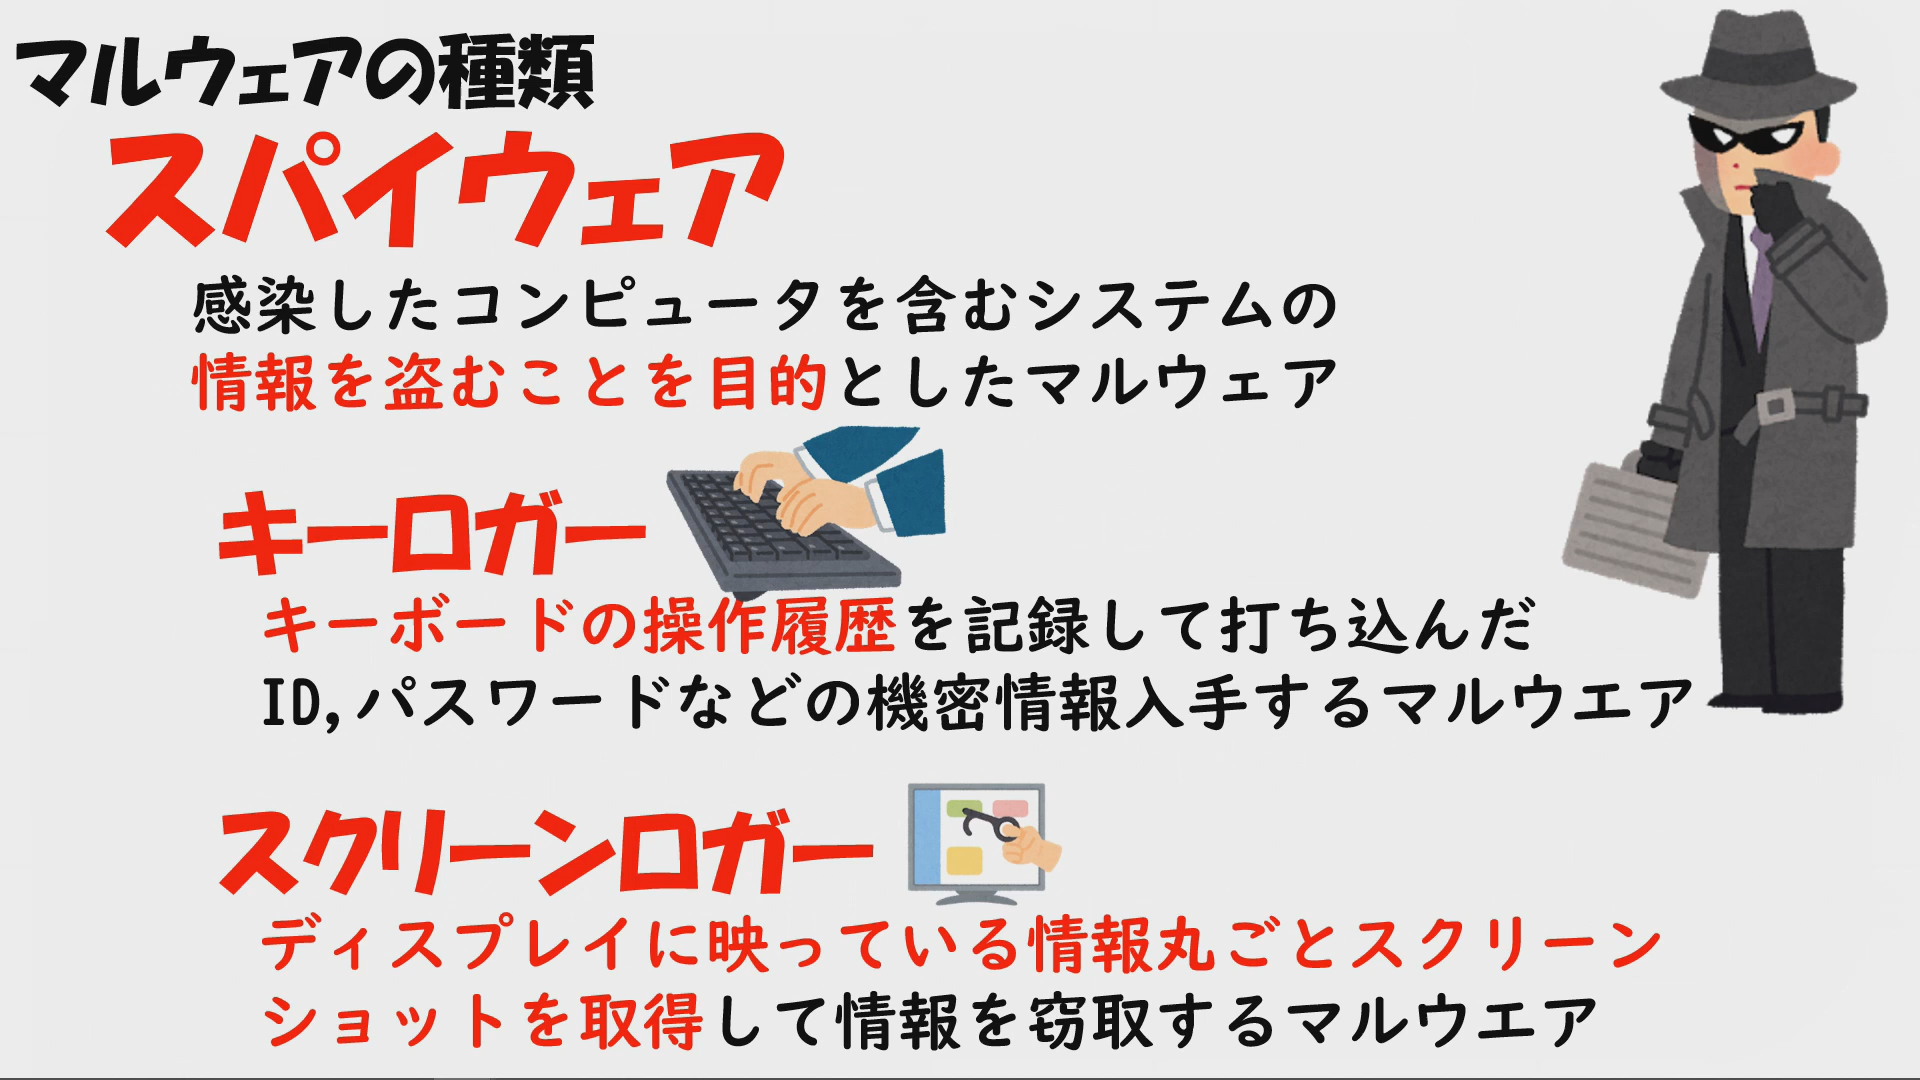 マルウェアの種類
スパイウェア
感染したコンピュータを含むシステムの
情報を盗むことを目的としたマルウェア
キーロガー
キーボードの操作履歴を記録して打ち込んだ
ID,パスワードなどの機密情報入手するマルウエア
スクリーンロガー
ディスプレイに映っている情報丸ごとスクリーン
ショットを取得して情報を窃取するマルウエア